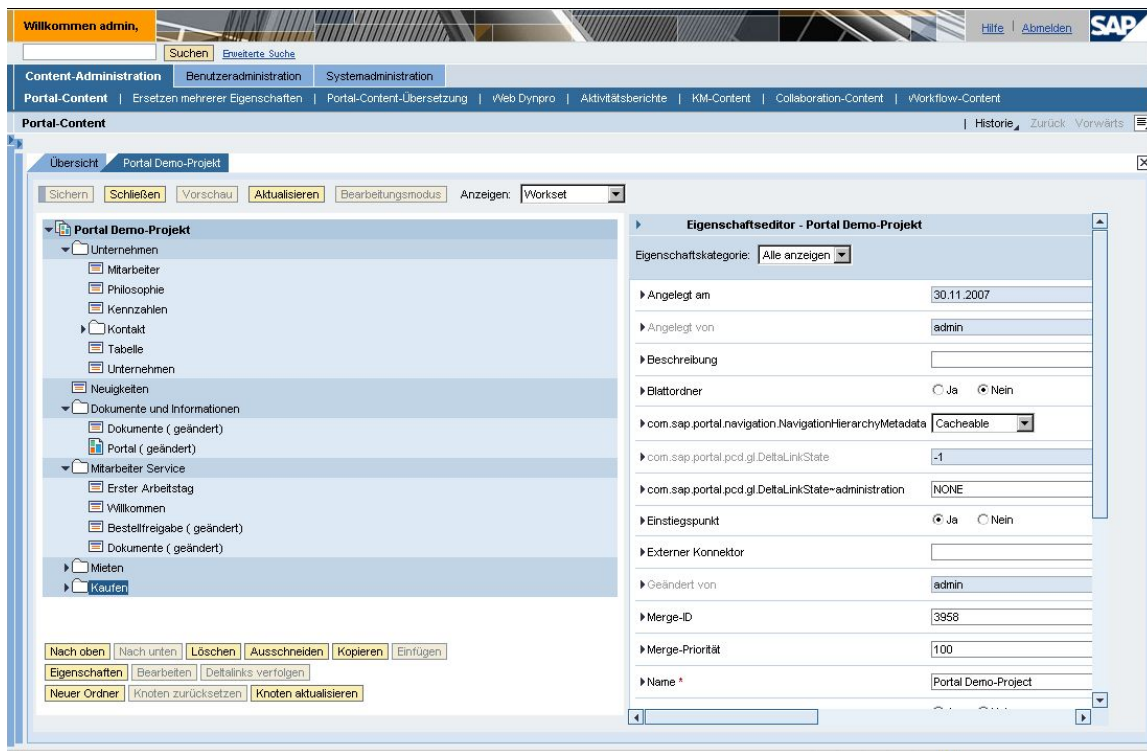 Willkommen admin,
Hilfe | Abmelden
SAP
Suchen Erweiterte Suche
Content-Administration Benutzeradministration Systemadministration
Portal-Content | Ersetzen mehrerer Eigenschaften | Portal-Content-Übersetzung | Web Dynpro | Aktivitätsberichte | KM-Content | Collaboration-Content | Workflow-Content
Portal-Content
| Historie Zurück Vorwärts
Übersicht Portal Demo-Projekt
Sichern Schließen Vorschau Aktualisieren Bearbeitungsmodus Anzeigen: Workset
Portal Demo-Projekt
Unternehmen
Mitarbeiter
Philosophie
Kennzahlen
Kontakt
Tabelle
Unternehmen
Neuigkeiten
Dokumente und Informationen
Dokumente ( geändert)
Portal ( geändert)
Mitarbeiter Service
Erster Arbeitstag
Willkommen
Bestellfreigabe ( geändert)
Dokumente ( geändert)
Mieten
Kaufen
Nach oben Nach unten Löschen Ausschneiden Kopieren Einfügen
Eigenschaften Bearbeiten Deltalinks verfolgen
Neuer Ordner Knoten zurücksetzen Knoten aktualisieren
Eigenschaftseditor - Portal Demo-Projekt
Eigenschaftskategorie: Alle anzeigen
Angelegt am 30.11.2007
Angelegt von admin
Beschreibung
Blattordner Ja Nein
com.sap.portal.navigation.NavigationHierarchyMetadata Cacheable
com.sap.portal.pcd.gl.DeltaLinkState -1
com.sap.portal.pcd.gl.DeltaLinkState~administration NONE
Einstiegspunkt Ja Nein
Externer Konnektor
Geändert von admin
Merge-ID 3958
Merge-Priorität 100
Name * Portal Demo-Project